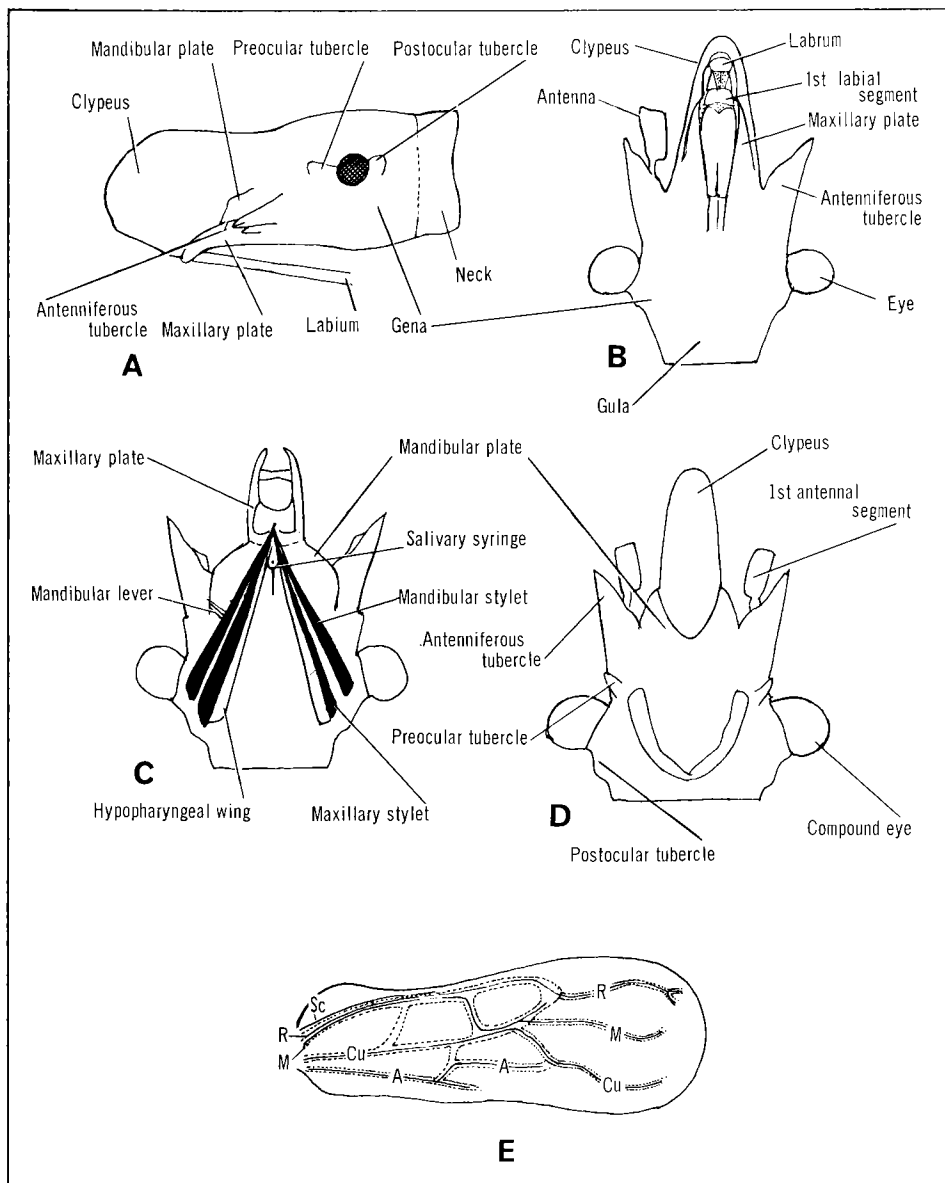 Mandibular plate
Preocular tubercle
Postocular tubercle
Clypeus
Antenniferous
tubercle
Maxillary plate
Labium
Gena
Neck
A
Clypeus
Labrum
1st labial
segment
Antenna
Maxillary plate
Antenniferous
tubercle
Eye
Gula
B
Maxillary plate
Mandibular plate
Salivary syringe
Mandibular lever
Mandibular stylet
Hypopharyngeal wing
Maxillary stylet
C
Clypeus
1st antennal
segment
.Antenniferous
tubercle
Preocular tubercle
Postocular tubercle
Compound eye
D
Sc
R
R
M
M
Cu
Cu
A
A
E